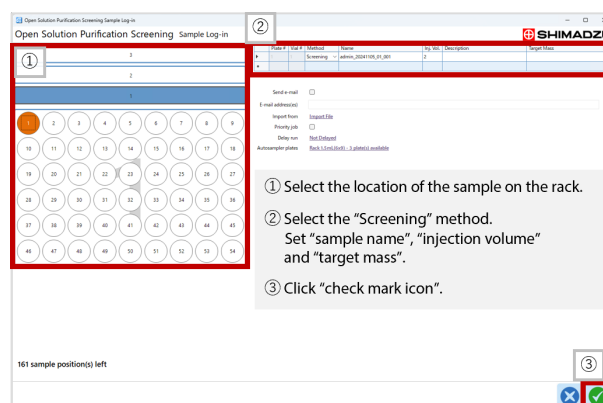 Open Solution Purification Screening Sample Log-in
Open Solution Purification Screening Sample Log-in
SHIMADZU
①
②
3
2
1 2 3 4 5 6 7 8 9
10 11 12 13 14 15 16 17 18
19 20 21 22 23 24 25 26 27
28 29 30 31 32 33 34 35 36
37 38 39 40 41 42 43 44 45
46 47 48 49 50 51 52 53 54
Plate # Vial # Method Name Inj. Vol. Description Target Mass
Screening admin_20241105_01_001 2
Send e-mail
E-mail address(es)
Import from Import File
Priority job
Delay run Not Delayed
Autosampler plates Rack 1.5 mL(6x9) - 3 plate(s) available
① Select the location of the sample on the rack.
② Select the “Screening” method.
Set “sample name”, “injection volume”
and “target mass”.
③ Click “check mark icon”.
161 sample position(s) left
③